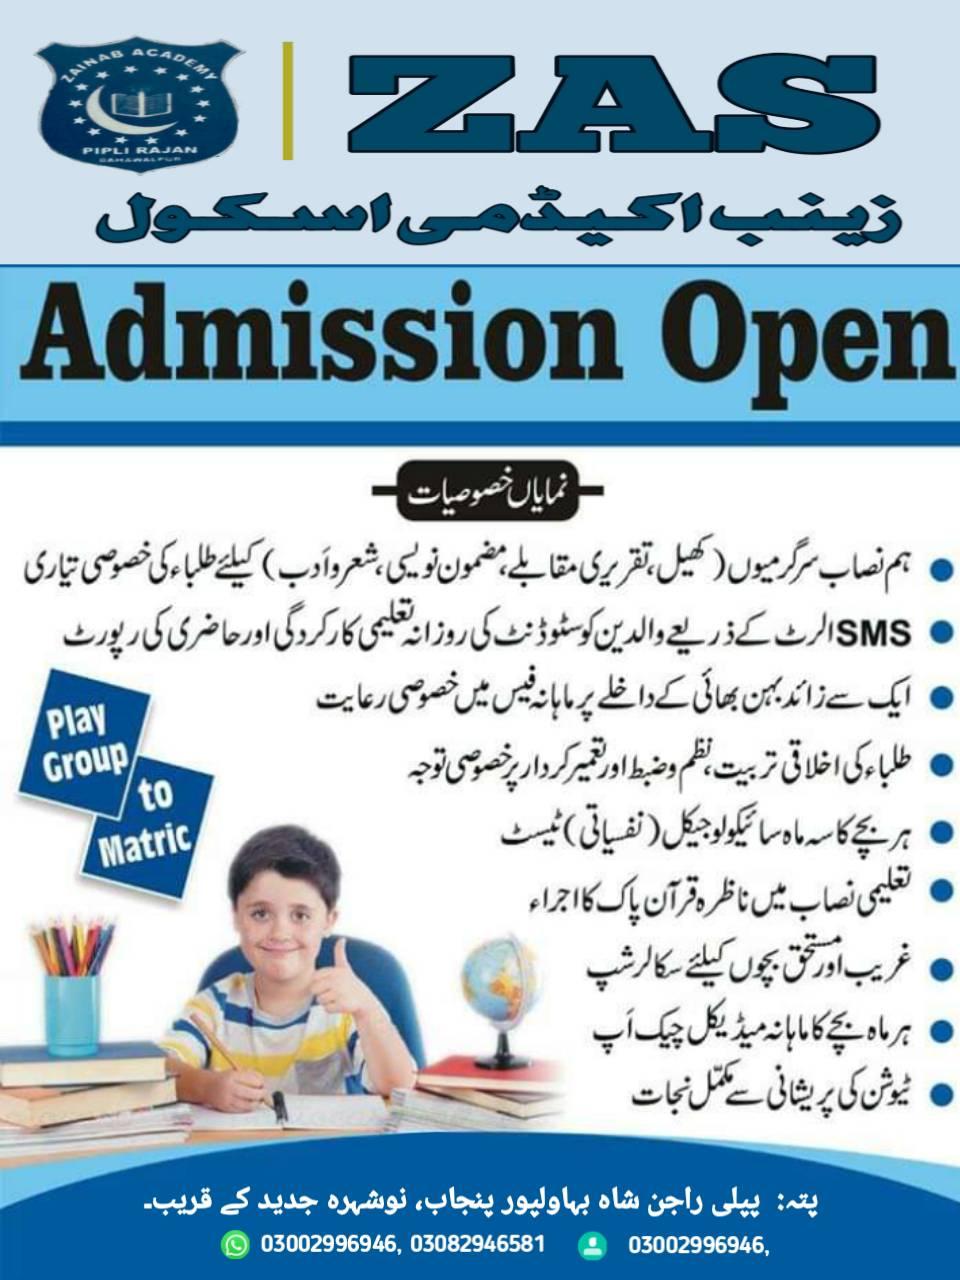 ZAINAB ACADEMY
PIPLI RAJAN
BAHAWALPUR
ZAS
زینب اکیڈمی اسکول
Admission Open
نمایاں خصوصیات
ہم نصاب سرگرمیوں (کھیل، تقریری مقابلے، مضمون نویسی، شعر و اَدب) کیلئے طلباء کی خصوصی تیاری
SMS الرٹ کے ذریعے والدین کو سٹوڈنٹ کی روزانہ تعلیمی کارکردگی اور حاضری کی رپورٹ
ایک سے زائد بہن بھائی کے داخلے پر ماہانہ فیس میں خصوصی رعایت
طلباء کی اخلاقی تربیت، نظم و ضبط اور تعمیر کردار پر خصوصی توجہ
ہر بچے کا سہ ماہ سائیکولوجیکل (نفسیاتی) ٹیسٹ
تعلیمی نصاب میں ناظرہ قرآن پاک کا اجراء
غریب اور مستحق بچوں کیلئے سکالرشپ
ہر ماہ بچے کا ماہانہ میڈیکل چیک اَپ
ٹیوشن کی پریشانی سے مکمّل نجات
Play
Group
to
Matric
پتہ: پپلی راجن شاہ بہاولپور پنجاب، نوشہرہ جدید کے قریب۔
03002996946, 03082946581
03002996946,